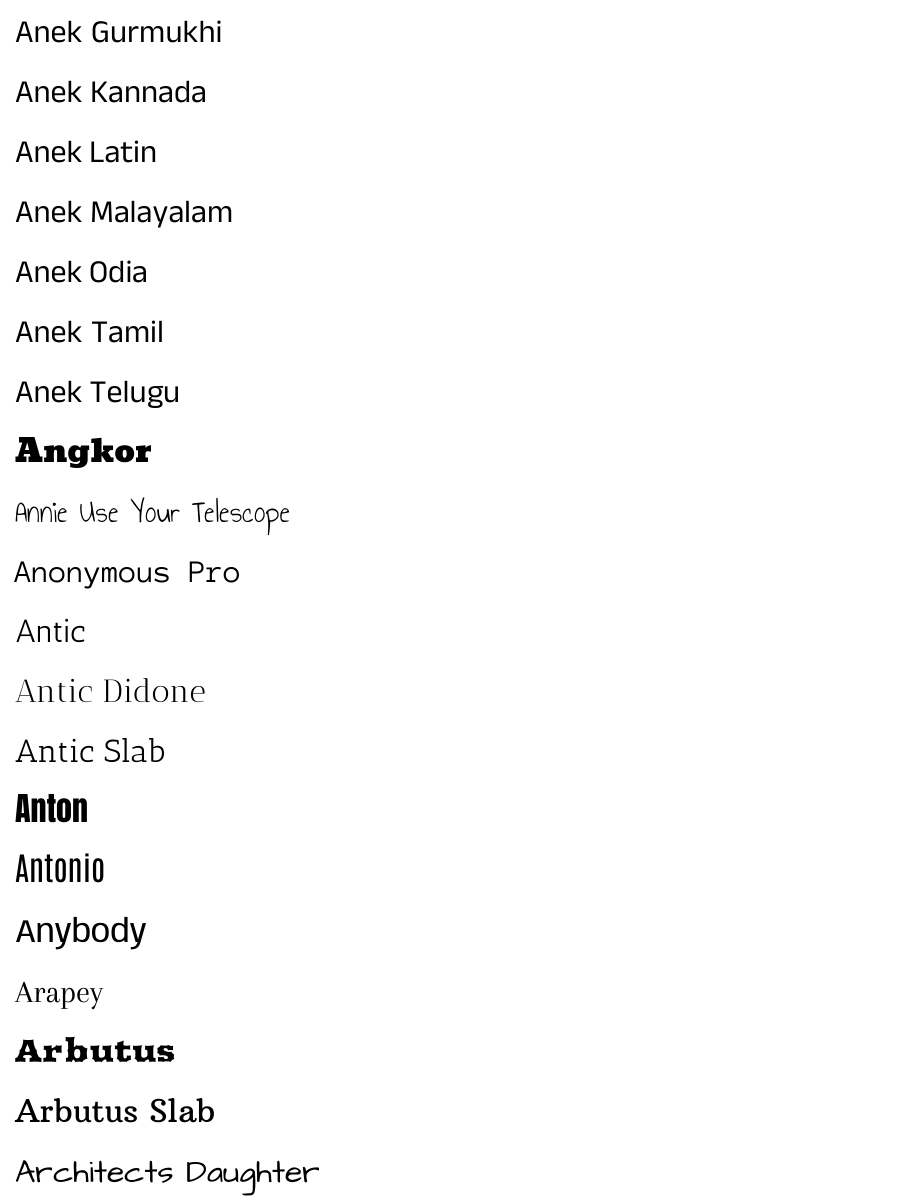 Anek Gurmukhi
Anek Kannada
Anek Latin
Anek Malayalam
Anek Odia
Anek Tamil
Anek Telugu
Angkor
Annie Use Your Telescope
Anonymous Pro
Antic
Antic Didone
Antic Slab
Anton
Antonio
Anybody
Arapey
Arbutus
Arbutus Slab
Architects Daughter